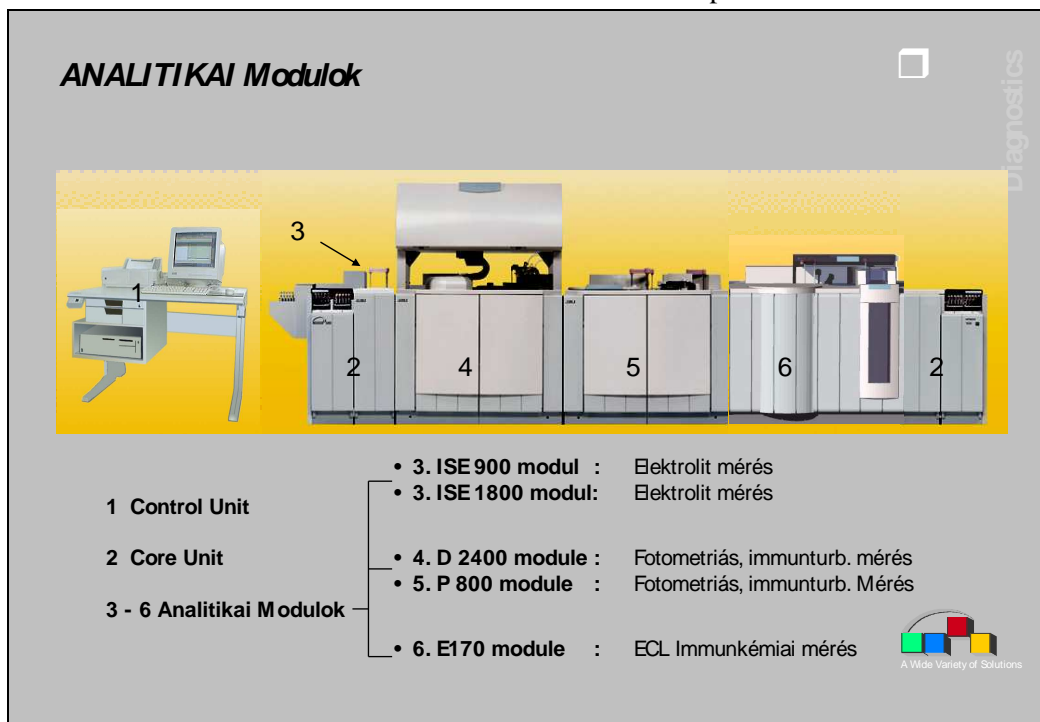 ANALITIKAI Modulok
Diagnostics
3
1
2
4
5
6
2
• 3. ISE 900 modul : Elektrolit mérés
• 3. ISE 1800 modul: Elektrolit mérés
1 Control Unit
2 Core Unit
• 4. D 2400 module : Fotometriás, immunturb. mérés
• 5. P 800 module : Fotometriás, immunturb. Mérés
3 - 6 Analitikai Modulok
• 6. E170 module : ECL Immunkémiai mérés
A Wide Variety of Solutions